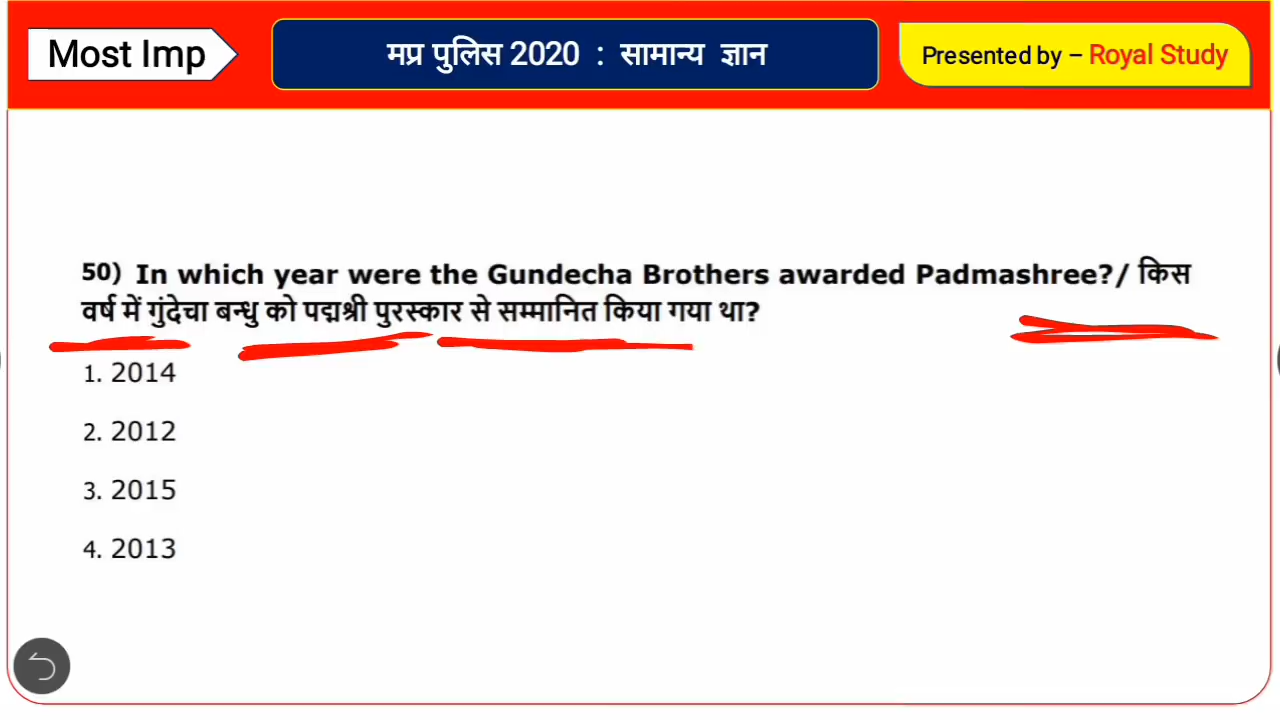 Most Imp
मप्र पुलिस 2020 : सामान्य ज्ञान
Presented by – Royal Study
50) In which year were the Gundecha Brothers awarded Padmashree?/ किस
वर्ष में गुंदेचा बन्धु को पद्मश्री पुरस्कार से सम्मानित किया गया था?
1. 2014
2. 2012
3. 2015
4. 2013